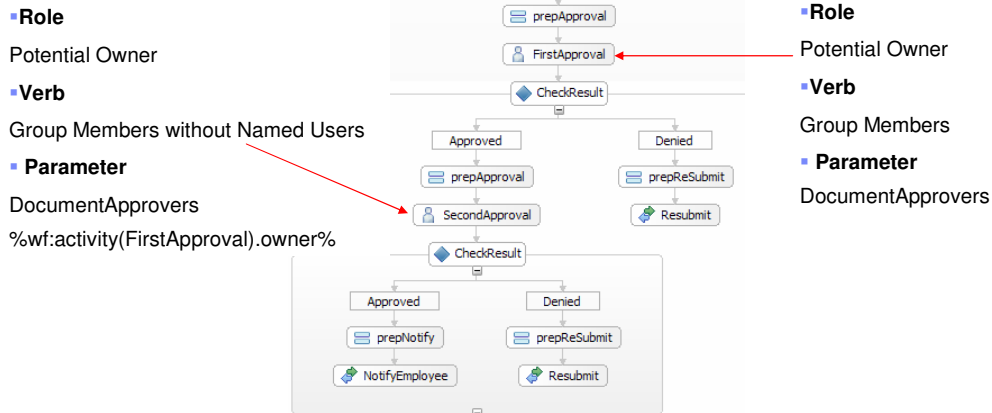 ▪Role
Potential Owner
▪Verb
Group Members without Named Users
▪ Parameter
DocumentApprovers
%wf:activity(FirstApproval).owner%
prepApproval
FirstApproval
CheckResult
Approved
Denied
prepApproval
prepReSubmit
SecondApproval
Resubmit
CheckResult
Approved
Denied
prepNotify
prepReSubmit
NotifyEmployee
Resubmit
▪Role
Potential Owner
▪Verb
Group Members
▪ Parameter
DocumentApprovers